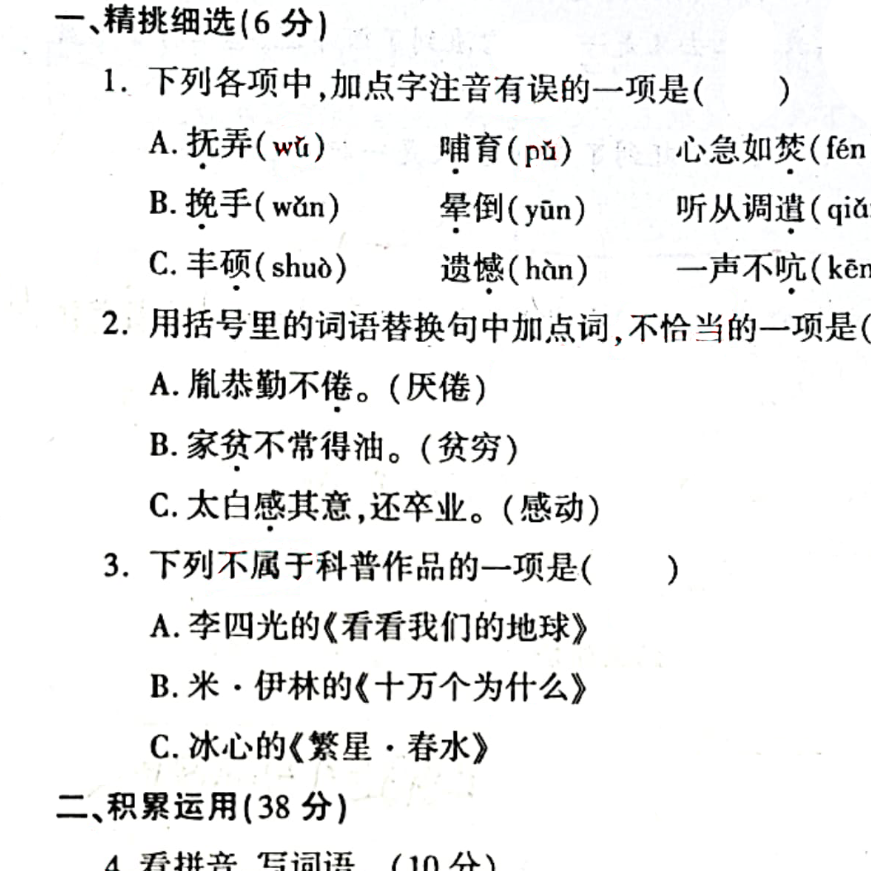 一、精挑细选(6 分)
1. 下列各项中,加点字注音有误的一项是(　　)
A. 抚弄(wǔ)　哺育(pǔ)　心急如焚(fén
B. 挽手(wǎn)　晕倒(yūn)　听从调遣(qiǎ
C. 丰硕(shuò)　遗憾(hàn)　一声不吭(kēn
2. 用括号里的词语替换句中加点词,不恰当的一项是(
A. 胤恭勤不倦。(厌倦)
B. 家贫不常得油。(贫穷)
C. 太白感其意,还卒业。(感动)
3. 下列不属于科普作品的一项是(　　)
A. 李四光的《看看我们的地球》
B. 米·伊林的《十万个为什么》
C. 冰心的《繁星·春水》
二、积累运用(38 分)
4. 看拼音,写词语。(10 分)